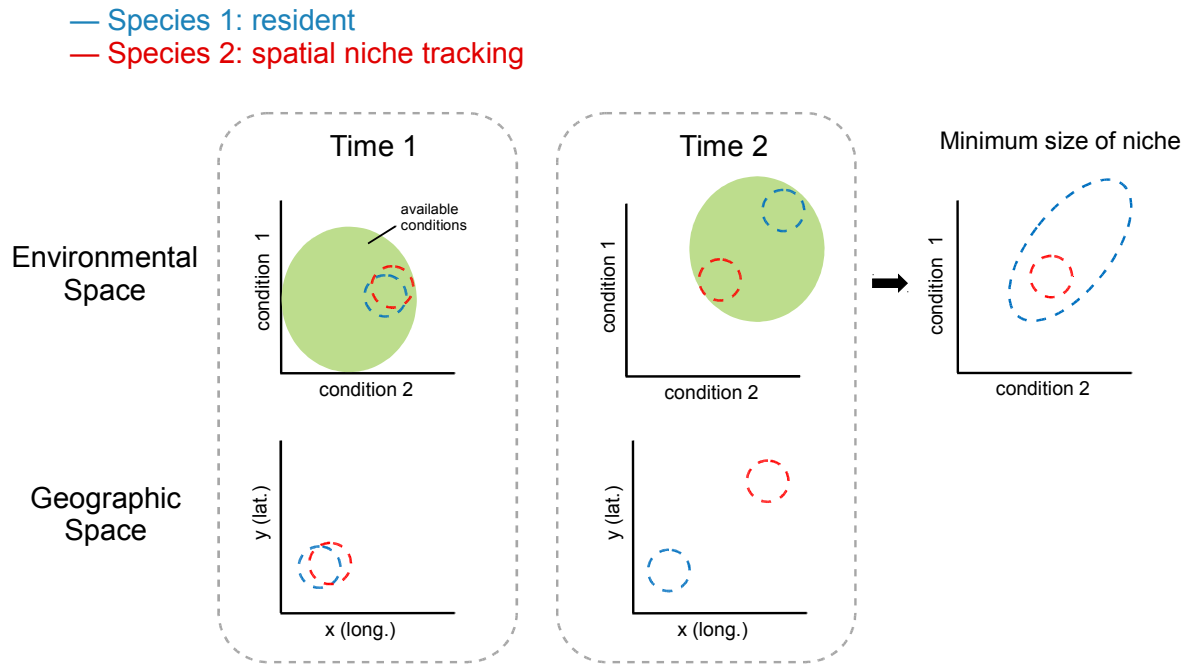 — Species 1: resident
— Species 2: spatial niche tracking
Time 1
Time 2
Minimum size of niche
Environmental
Space
available
conditions
condition 1
condition 2
condition 1
condition 2
condition 1
condition 2
Geographic
Space
y (lat.)
x (long.)
y (lat.)
x (long.)